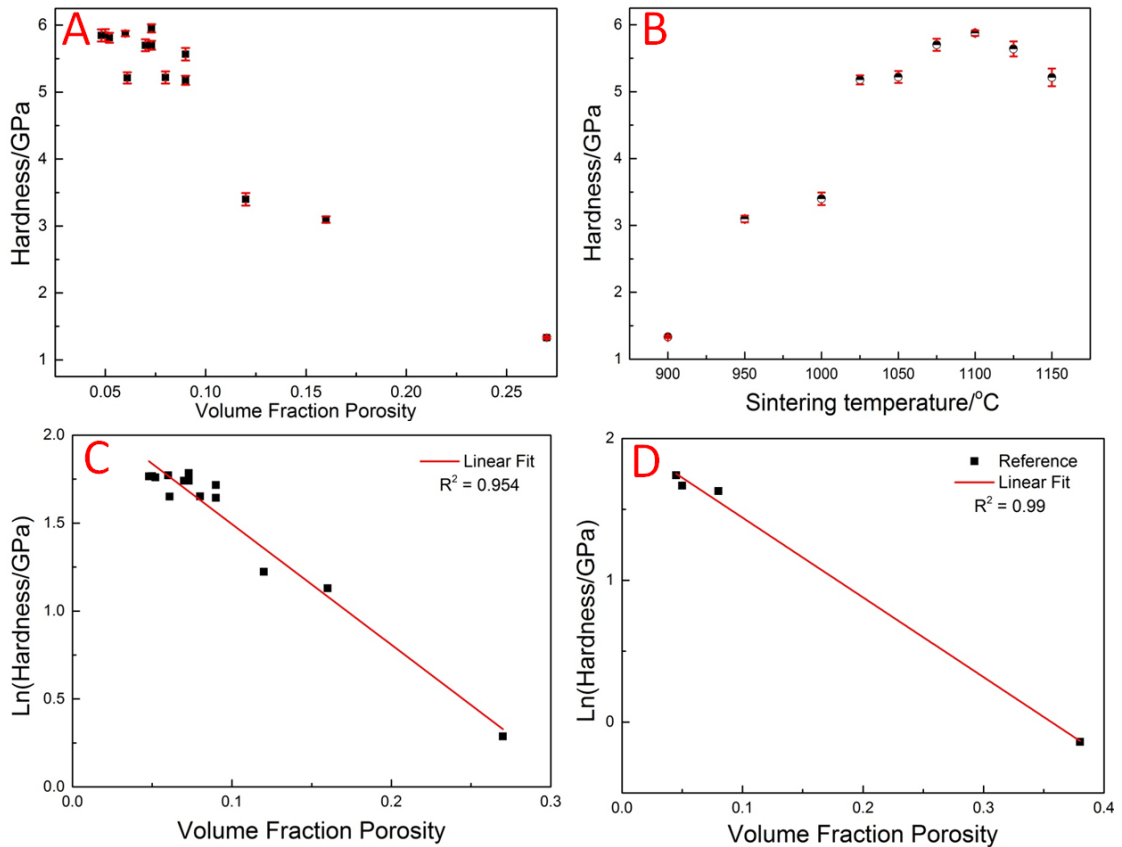 A
Hardness/GPa
6
5
4
3
2
1
0.05 0.10 0.15 0.20 0.25
Volume Fraction Porosity
B
Hardness/GPa
6
5
4
3
2
1
900 950 1000 1050 1100 1150
Sintering temperature/°C
C
Linear Fit
R² = 0.954
Ln(Hardness/GPa)
2.0
1.5
1.0
0.5
0.0
0.0 0.1 0.2 0.3
Volume Fraction Porosity
D
Reference
Linear Fit
R² = 0.99
Ln(Hardness/GPa)
2
1
0
0.0 0.1 0.2 0.3 0.4
Volume Fraction Porosity